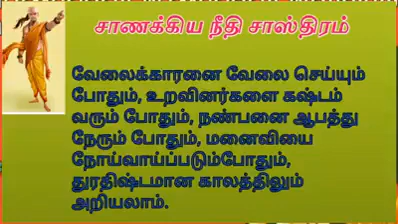 சாணக்கிய நீதி சாஸ்திரம்
வேலைக்காரனை வேலை செய்யும்
போதும், உறவினர்களை கஷ்டம்
வரும் போதும், நண்பனை ஆபத்து
நேரும் போதும், மனைவியை
நோய்வாய்ப்படும்போதும்,
துரதிஷ்டமான காலத்திலும்
அறியலாம்.